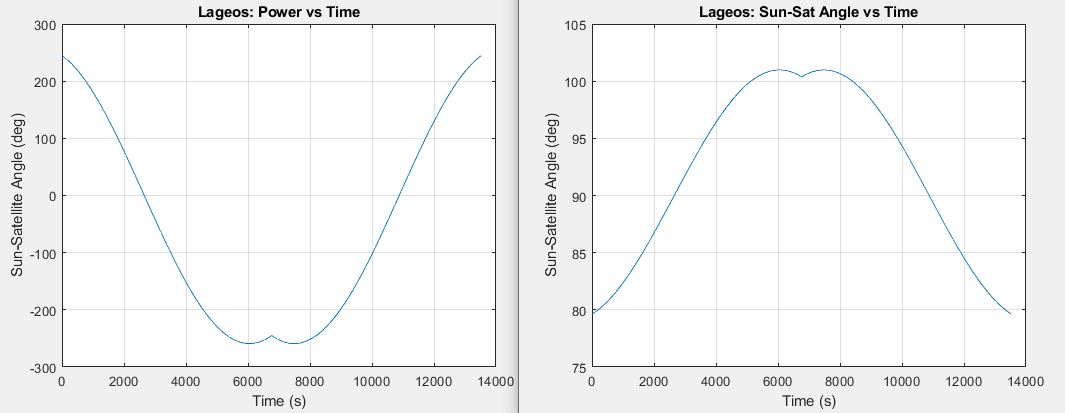 Lageos: Power vs Time
Sun-Satellite Angle (deg)
300
200
100
0
-100
-200
-300
0 2000 4000 6000 8000 10000 12000 14000
Time (s)
Lageos: Sun-Sat Angle vs Time
Sun-Satellite Angle (deg)
105
100
95
90
85
80
75
0 2000 4000 6000 8000 10000 12000 14000
Time (s)